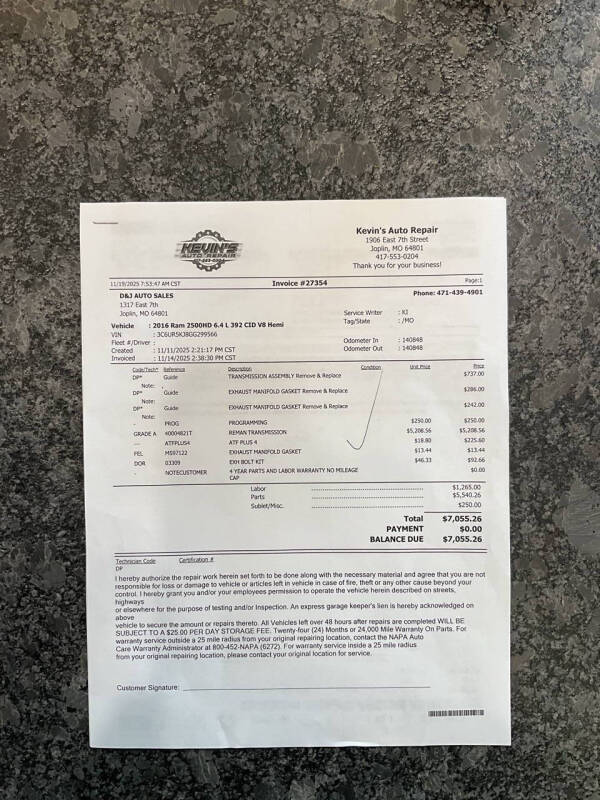 KEVIN'S
AUTO REPAIR
417-553-0204
Kevin's Auto Repair
1906 East 7th Street
Joplin, MO 64801
417-553-0204
Thank you for your business!
11/19/2025 7:53:47 AM CST Invoice #27354 Page:1
D&J AUTO SALES Phone: 471-439-4901
1317 East 7th
Joplin, MO 64801 Service Writer : KI
Tag/State : /MO
Vehicle : 2016 Ram 2500HD 6.4 L 392 CID V8 Hemi
VIN : 3C6UR5KJ8GG299566
Fleet #/Driver : Odometer In : 140848
Created : 11/11/2025 2:21:17 PM CST Odometer Out : 140848
Invoiced : 11/14/2025 2:38:30 PM CST
Code/Tech* Reference Description Condition Unit Price Price
DP* Guide TRANSMISSION ASSEMBLY Remove & Replace $737.00
Note: .
DP* Guide EXHAUST MANIFOLD GASKET Remove & Replace $286.00
Note:
DP* Guide EXHAUST MANIFOLD GASKET Remove & Replace $242.00
Note:
. PROG PROGRAMMING $250.00 $250.00
GRADE A 40004821T REMAN TRANSMISSION $5,208.56 $5,208.56
--- ATFPLUS4 ATF PLUS 4 $18.80 $225.60
FEL MS97122 EXHAUST MANIFOLD GASKET $13.44 $13.44
DOR 03309 EXH BOLT KIT $46.33 $92.66
. NOTECUSTOMER 4 YEAR PARTS AND LABOR WARRANTY NO MILEAGE $0.00
CAP
Labor $1,265.00
Parts $5,540.26
Sublet/Misc. $250.00
Total $7,055.26
PAYMENT $0.00
BALANCE DUE $7,055.26
Technician Code Certification #
DP
I hereby authorize the repair work herein set forth to be done along with the necessary material and agree that you are not
responsible for loss or damage to vehicle or articles left in vehicle in case of fire, theft or any other cause beyond your
control. I hereby grant you and/or your employees permission to operate the vehicle herein described on streets,
highways
or elsewhere for the purpose of testing and/or Inspection. An express garage keeper's lien is hereby acknowledged on
above
vehicle to secure the amount or repairs thereto. All Vehicles left over 48 hours after repairs are completed WILL BE
SUBJECT TO A $25.00 PER DAY STORAGE FEE. Twenty-four (24) Months or 24,000 Mile Warranty On Parts. For
warranty service outside a 25 mile radius from your original repairing location, contact the NAPA Auto
Care Warranty Administrator at 800-452-NAPA (6272). For warranty service inside a 25 mile radius
from your original repairing location, please contact your original location for service.
Customer Signature: